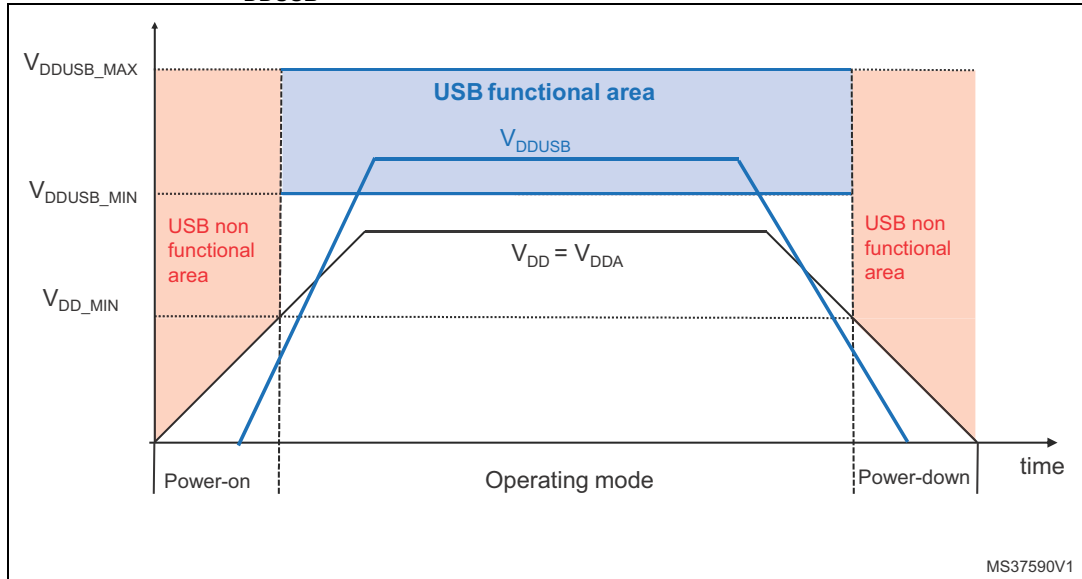 DDUSB
VDDUSB_MAX
USB functional area
VDDUSB
VDDUSB_MIN
USB non
functional
area
USB non
functional
area
VDD = VDDA
VDD_MIN
time
Power-on
Operating mode
Power-down
MS37590V1